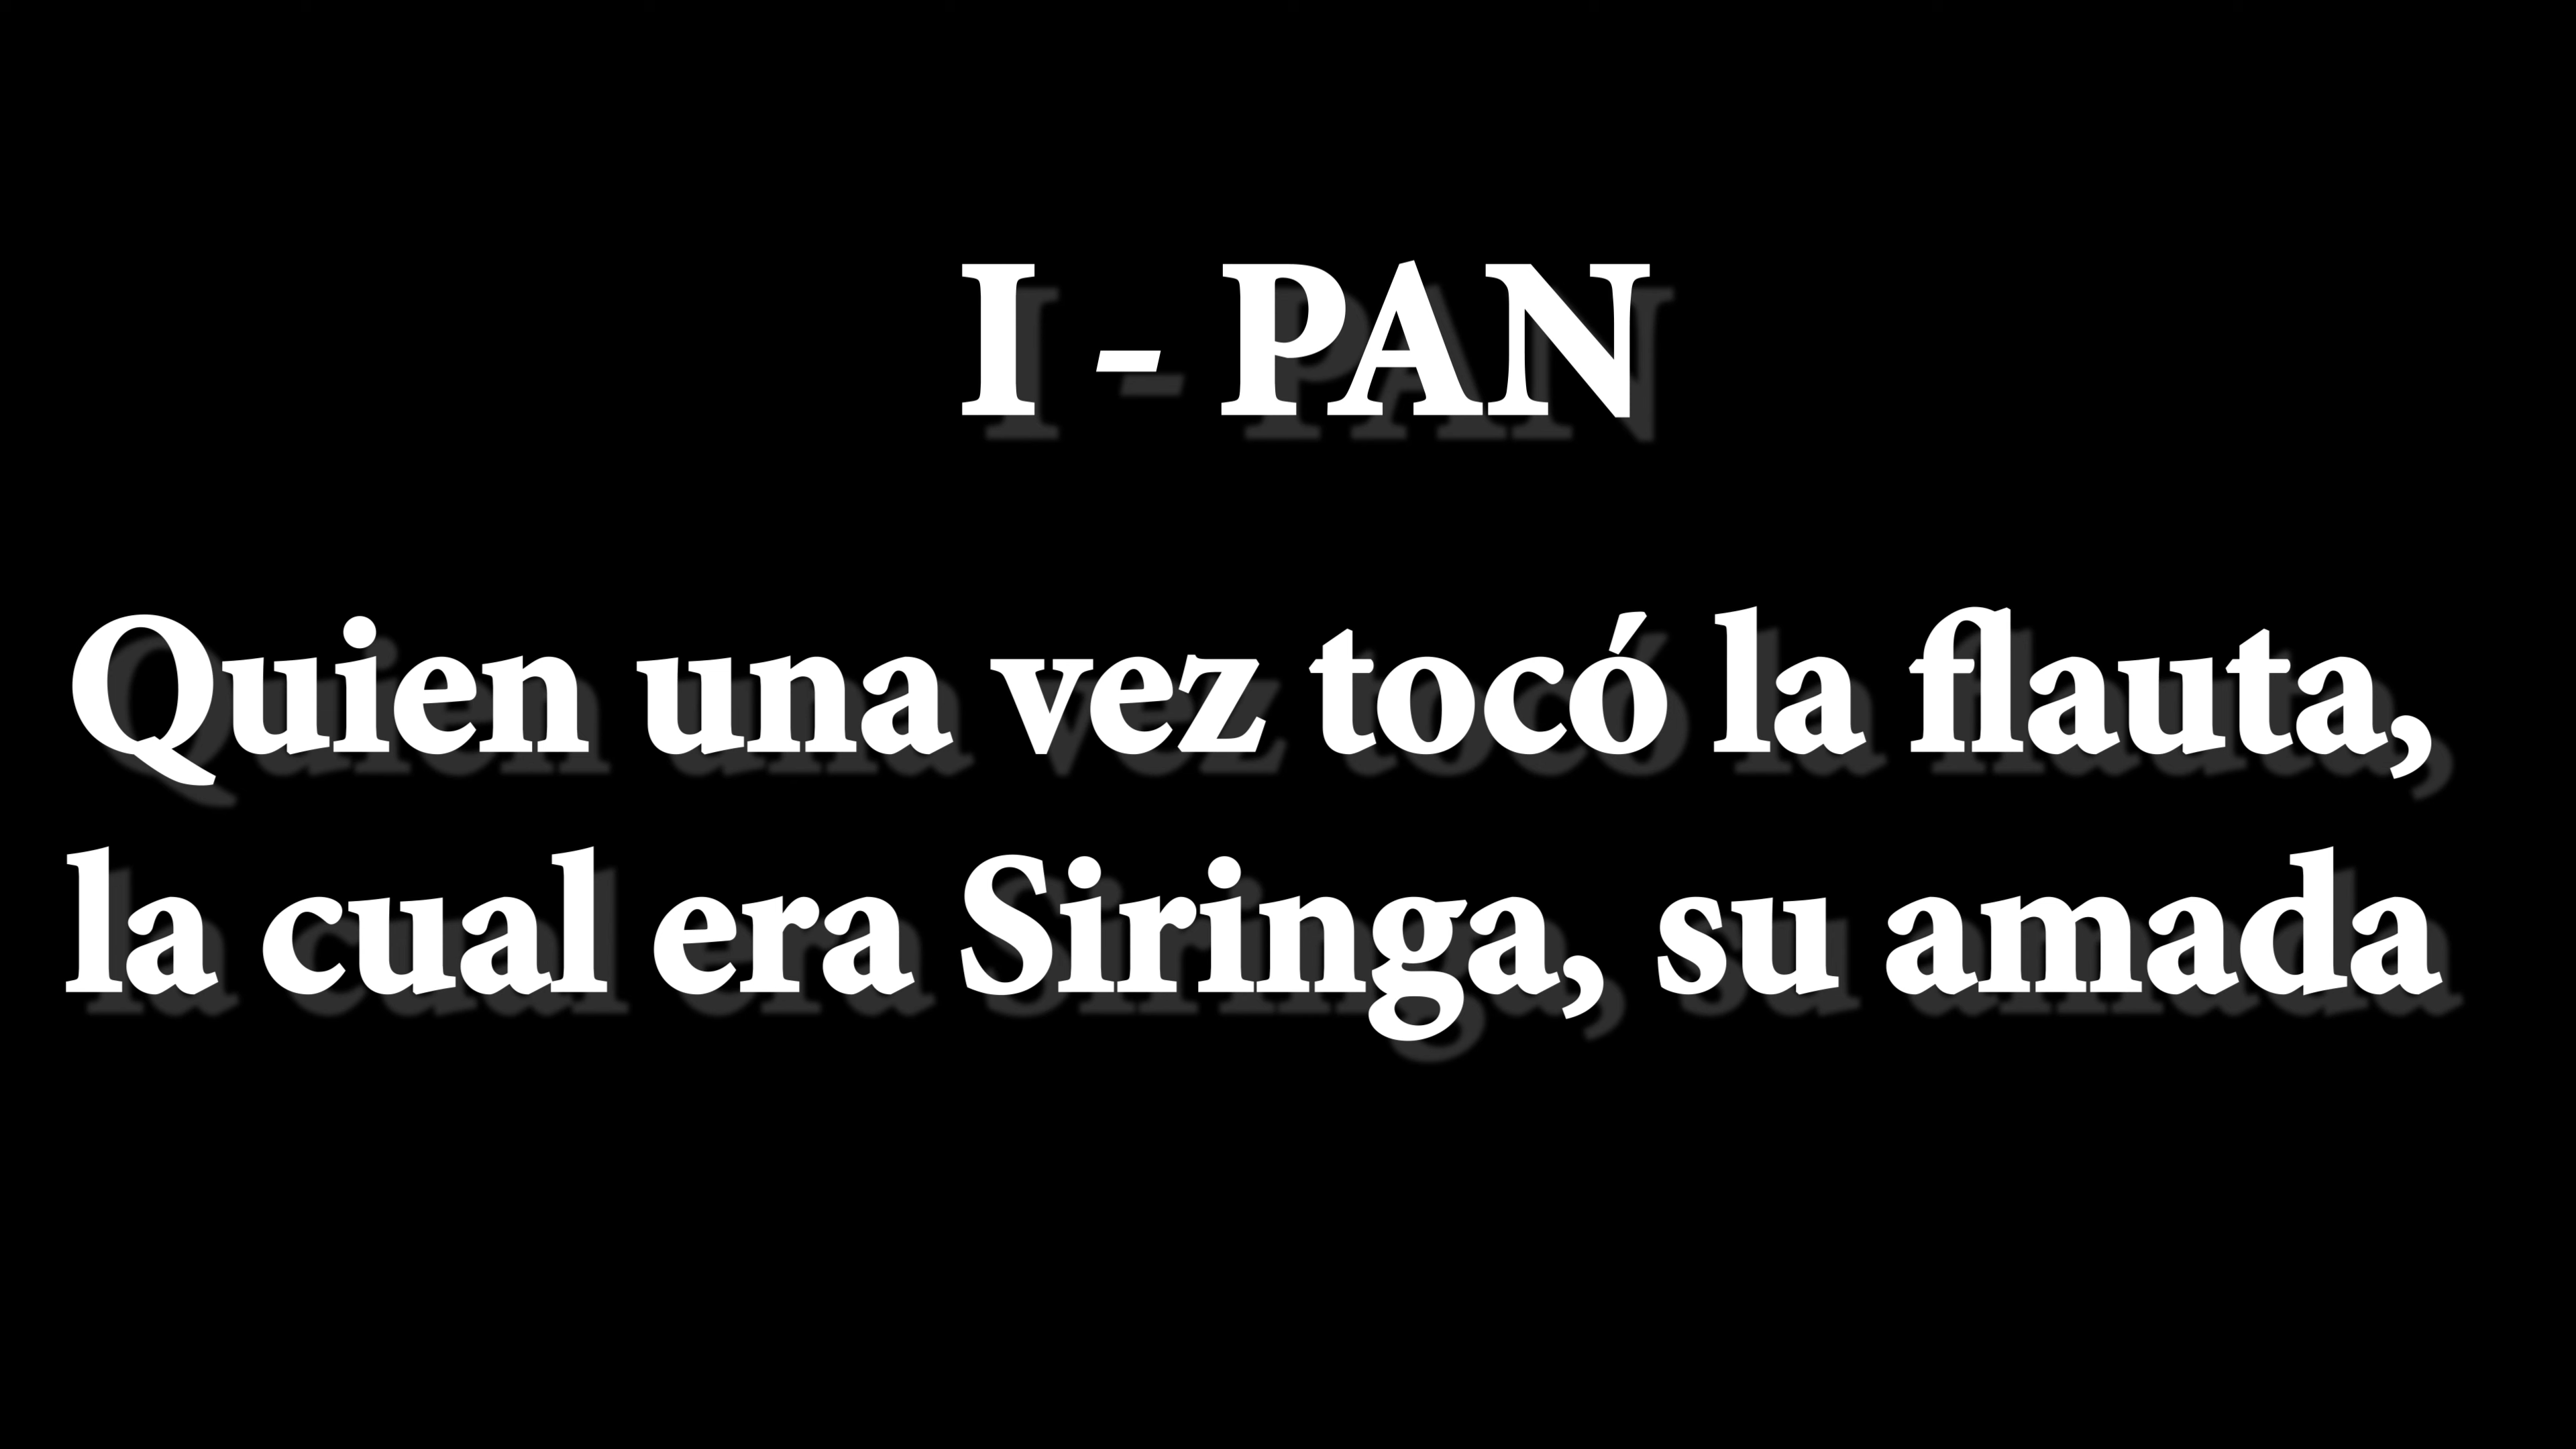 I - PAN
Quien una vez tocó la flauta,
la cual era Siringa, su amada